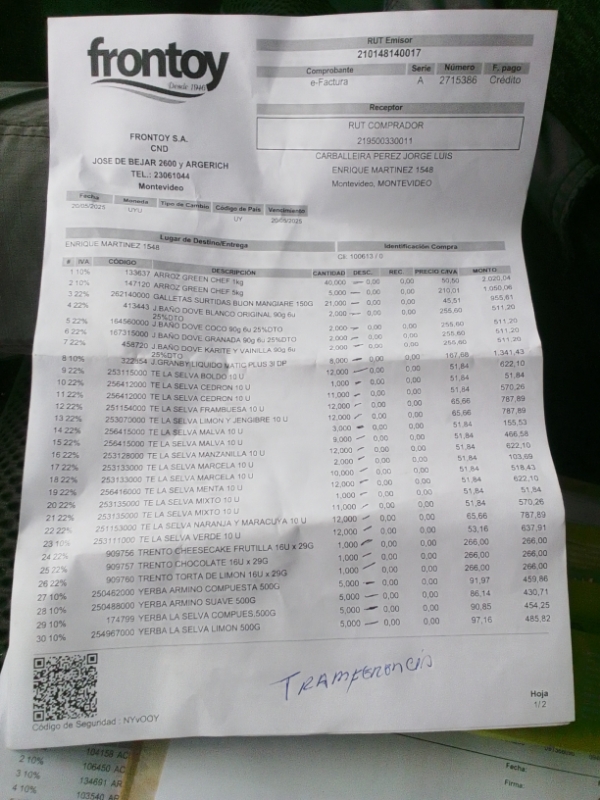 frontoy
Desde 1946
RUT Emisor
210148140017
Comprobante Serie Número F. pago
e-Factura A 2715386 Crédito
Receptor
RUT COMPRADOR
219500330011
CARBALLEIRA PEREZ JORGE LUIS
ENRIQUE MARTINEZ 1548
Montevideo, MONTEVIDEO
FRONTOY S.A.
CND
JOSE DE BEJAR 2600 y ARGERICH
TEL.: 23061044
Montevideo
Fecha Moneda Tipo de Cambio Código de País Vencimiento
20/05/2025 UYU UY 20/06/2025
Lugar de Destino/Entrega Identificación Compra
ENRIQUE MARTINEZ 1548 Cli: 100613 / 0
# IVA CÓDIGO DESCRIPCIÓN CANTIDAD DESC. REC. PRECIO C/IVA MONTO
1 10% 133637 ARROZ GREEN CHEF 1kg 40,000 0,00 0,00 50,50 2.020,04
2 10% 147120 ARROZ GREEN CHEF 5,000 0,00 0,00 210,01 1.050,06
3 22% 262140000 GALLETAS SURTIDAS BUON MANGIARE 150G 21,000 0,00 0,00 45,51 955,61
4 22% 413443 J.BAÑO DOVE BLANCO ORIGINAL 90g 6u 25%DTO 2,000 0,00 0,00 255,60 511,20
5 22% 164560000 J.BAÑO DOVE COCO 90g 6u 25%DTO 2,000 0,00 0,00 255,60 511,20
6 22% 167315000 J.BAÑO DOVE GRANADA 90g 6u 25%DTO 2,000 0,00 0,00 255,60 511,20
7 22% 458720 J.BAÑO DOVE KARITE Y VAINILLA 90g 6u 25%DTO 2,000 0,00 0,00 255,60 511,20
8 10% 322154 J.GRANBY LIQUIDO MATIC PLUS 3l DP 8,000 0,00 0,00 167,68 1.341,43
9 22% 253115000 TE LA SELVA BOLDO 10 U 12,000 0,00 0,00 51,84 622,10
10 22% 256412000 TE LA SELVA CEDRON 10 U 1,000 0,00 0,00 51,84 51,84
11 22% 256412000 TE LA SELVA CEDRON 10 U 11,000 0,00 0,00 51,84 570,26
12 22% 251154000 TE LA SELVA FRAMBUESA 10 U 12,000 0,00 0,00 65,66 787,89
13 22% 253070000 TE LA SELVA LIMON Y JENGIBRE 10 U 12,000 0,00 0,00 65,66 787,89
14 22% 256415000 TE LA SELVA MALVA 10 U 3,000 0,00 0,00 51,84 155,53
15 22% 256415000 TE LA SELVA MALVA 10 U 9,000 0,00 0,00 51,84 466,58
16 22% 253128000 TE LA SELVA MANZANILLA 10 U 12,000 0,00 0,00 51,84 622,10
17 22% 253133000 TE LA SELVA MARCELA 10 U 2,000 0,00 0,00 51,84 103,69
18 22% 253133000 TE LA SELVA MARCELA 10 U 10,000 0,00 0,00 51,84 518,43
19 22% 256416000 TE LA SELVA MENTA 10 U 12,000 0,00 0,00 51,84 622,10
20 22% 253135000 TE LA SELVA MIXTO 10 U 1,000 0,00 0,00 51,84 51,84
21 22% 253135000 TE LA SELVA MIXTO 10 U 11,000 0,00 0,00 51,84 570,26
22 22% 251153000 TE LA SELVA NARANJA Y MARACUYA 10 U 12,000 0,00 0,00 65,66 787,89
23 10% 253111000 TE LA SELVA VERDE 10 U 12,000 0,00 0,00 53,16 637,91
24 22% 909756 TRENTO CHEESECAKE FRUTILLA 16U x 29G 1,000 0,00 0,00 266,00 266,00
25 22% 909757 TRENTO CHOCOLATE 16U x 29G 1,000 0,00 0,00 266,00 266,00
26 22% 909760 TRENTO TORTA DE LIMON 16U x 29G 1,000 0,00 0,00 266,00 266,00
27 10% 250462000 YERBA ARMINO COMPUESTA 500G 5,000 0,00 0,00 91,97 459,86
28 10% 250488000 YERBA ARMINO SUAVE 500G 5,000 0,00 0,00 86,14 430,71
29 10% 174799 YERBA LA SELVA COMPUES. 500G 5,000 0,00 0,00 90,85 454,25
30 10% 254967000 YERBA LA SELVA LIMON 500G 5,000 0,00 0,00 97,16 485,82
TRAMFERENCIA
Hoja
1/2
Código de Seguridad : NYvOOY
2 10% 104158 AC
3 10% 106450 AC
4 10% 134691 AR
103540 AR
Fecha:
Firma: